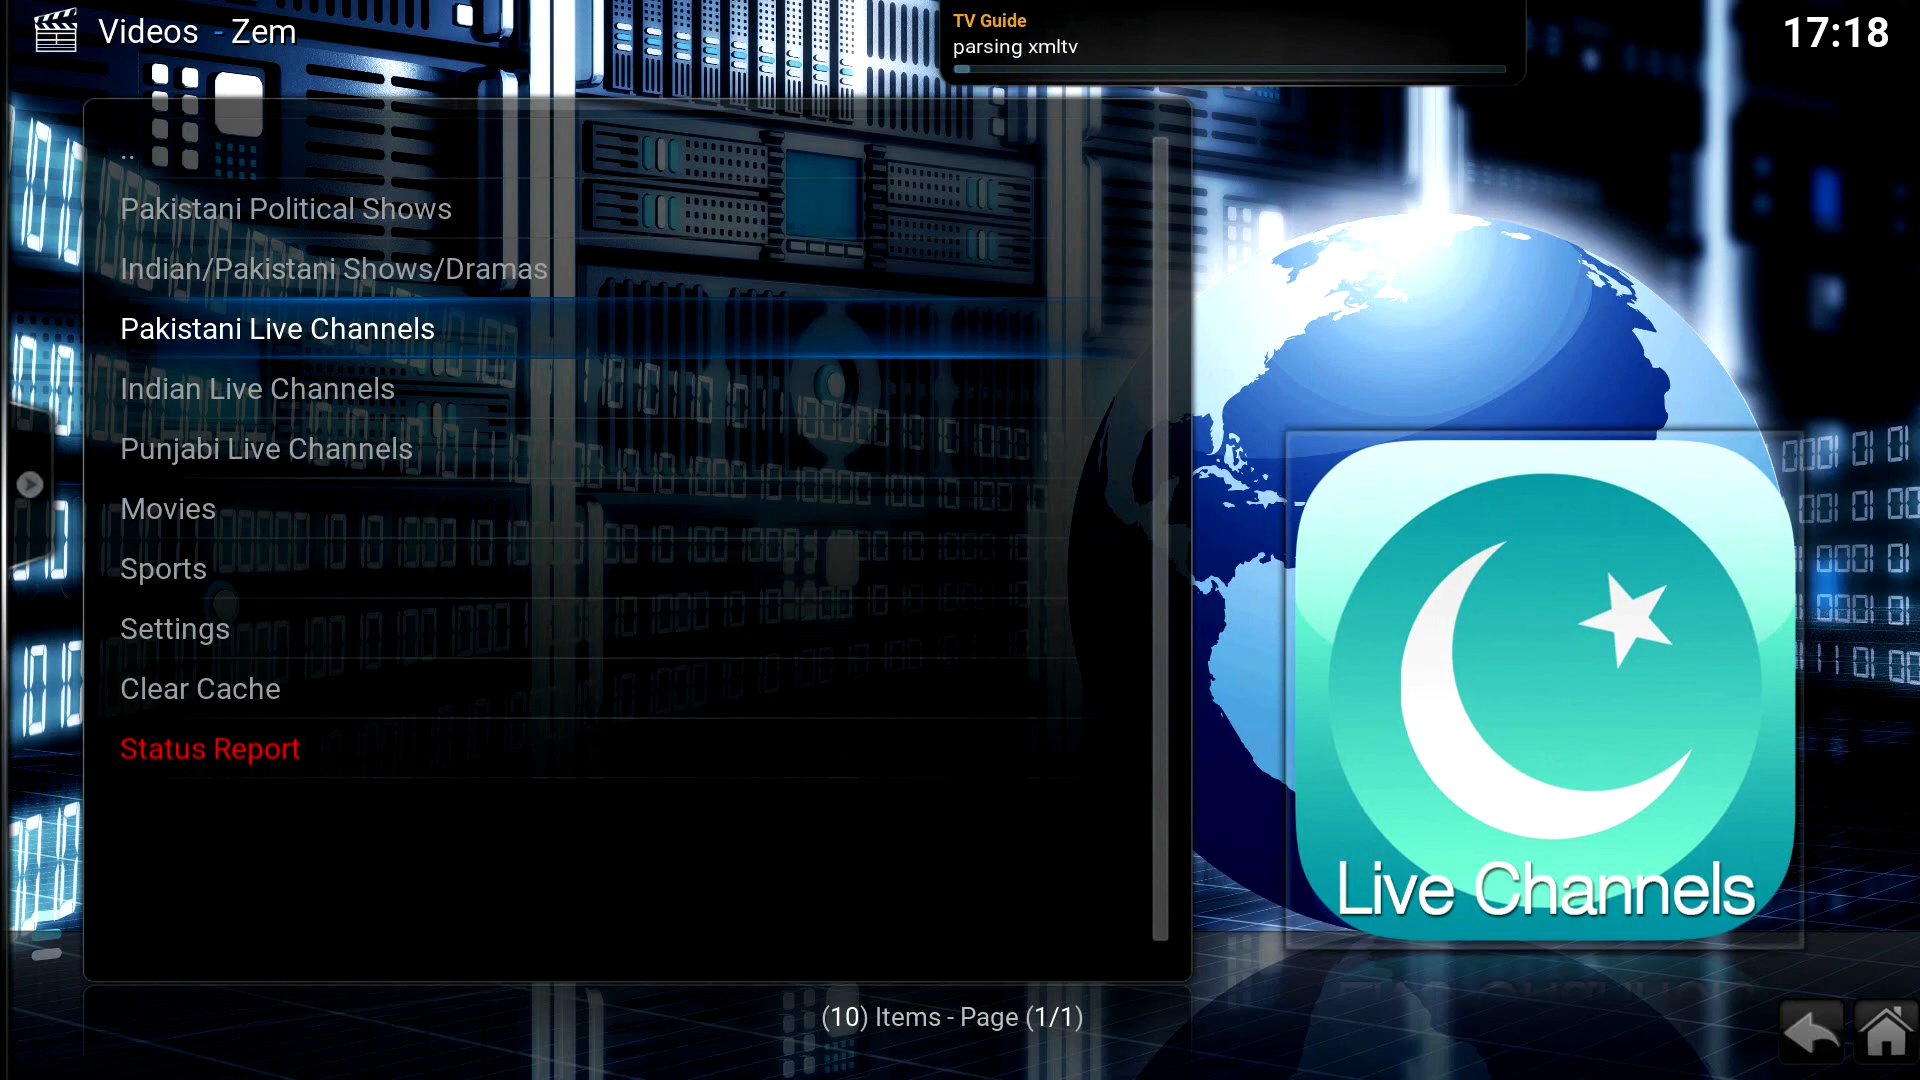 Videos - Zem
TV Guide
parsing xmltv
17:18
..
Pakistani Political Shows
Indian/Pakistani Shows/Dramas
Pakistani Live Channels
Indian Live Channels
Punjabi Live Channels
Movies
Sports
Settings
Clear Cache
Status Report
Live Channels
(10) Items - Page (1/1)